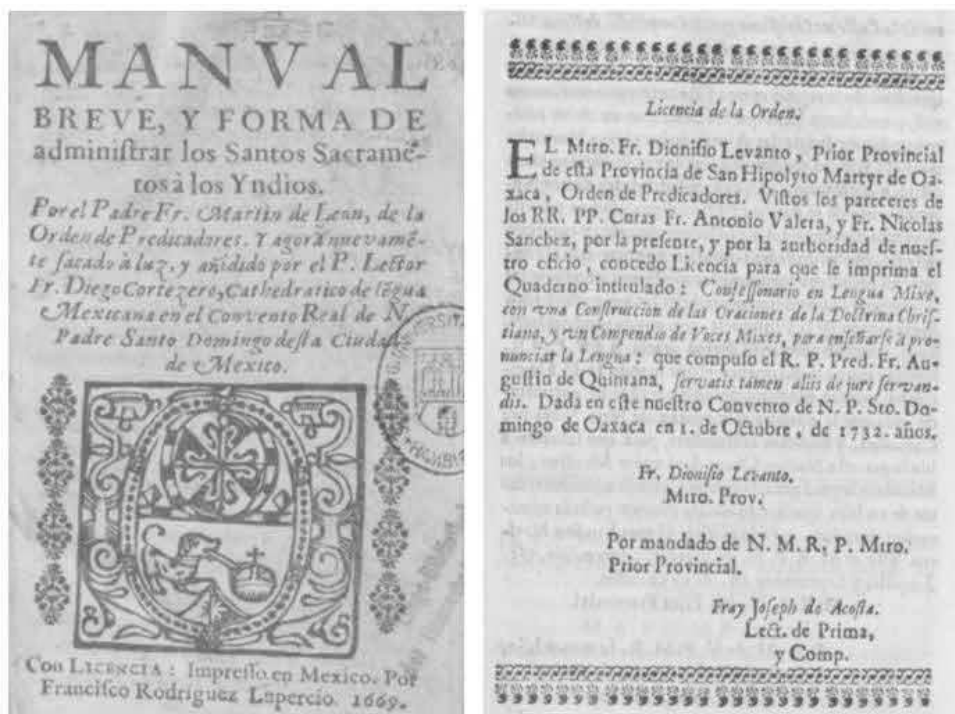 MANVAL
BREVE, Y FORMA DE
administrar los Santos Sacramē-
tos à los Yndios.
Por el Padre Fr. Martin de Leon, de la
Orden de Predicadores. Y agora nuevamē-
te sacado à luz, y añidido por el P. Lector
Fr. Diego Cortezero, Cathedratico de lēgua
Mexicana en el Convento Real de N.
Padre Santo Domingo desta Ciudad
de Mexico.
Con LICENCIA: Impresso en Mexico. Por
Francisco Rodriguez Lupercio. 1669.
Licencia de la Orden.
EL Mtro. Fr. Dionisio Levanto, Prior Provincial
de esta Provincia de San Hipolyto Martyr de Oa-
xaca, Orden de Predicadores. Vistos los pareceres de
los RR. PP. Curas Fr. Antonio Valera, y Fr. Nicolas
Sanchez, por la presente, y por la authoridad de nues-
tro oficio, concedo Licencia para que se imprima el
Quaderno intitulado: Confessonario en Lengua Mixe,
con una Construccion de las Oraciones de la Doctrina Chris-
tiana, y un Compendio de Voces Mixes, para enseñarse à pro-
nunciar la Lengua: que compuso el R. P. Pred. Fr. Au-
gustin de Quintana, servatis tamen aliis de jure servan-
dis. Dada en este nuestro Convento de N. P. Sto. Do-
mingo de Oaxaca en 1. de Octubre, de 1732. años.
Fr. Dionisio Levanto.
Mtro. Prov.
Por mandado de N. M. R. P. Mtro.
Prior Provincial.
Fray Joseph de Acosta.
Lect. de Prima,
y Comp.